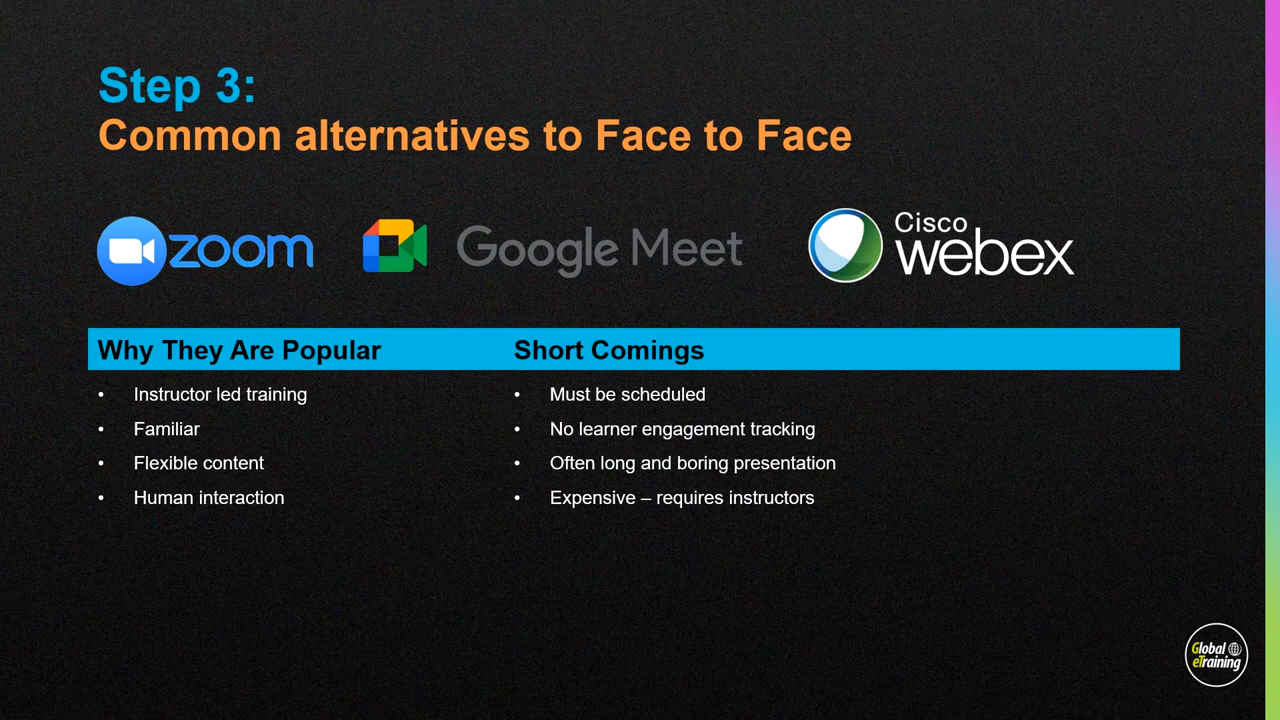 Step 3:
Common alternatives to Face to Face
zoom
Google Meet
Cisco
webex
Why They Are Popular
Short Comings
• Instructor led training
• Familiar
• Flexible content
• Human interaction
• Must be scheduled
• No learner engagement tracking
• Often long and boring presentation
• Expensive – requires instructors
Global
eTraining